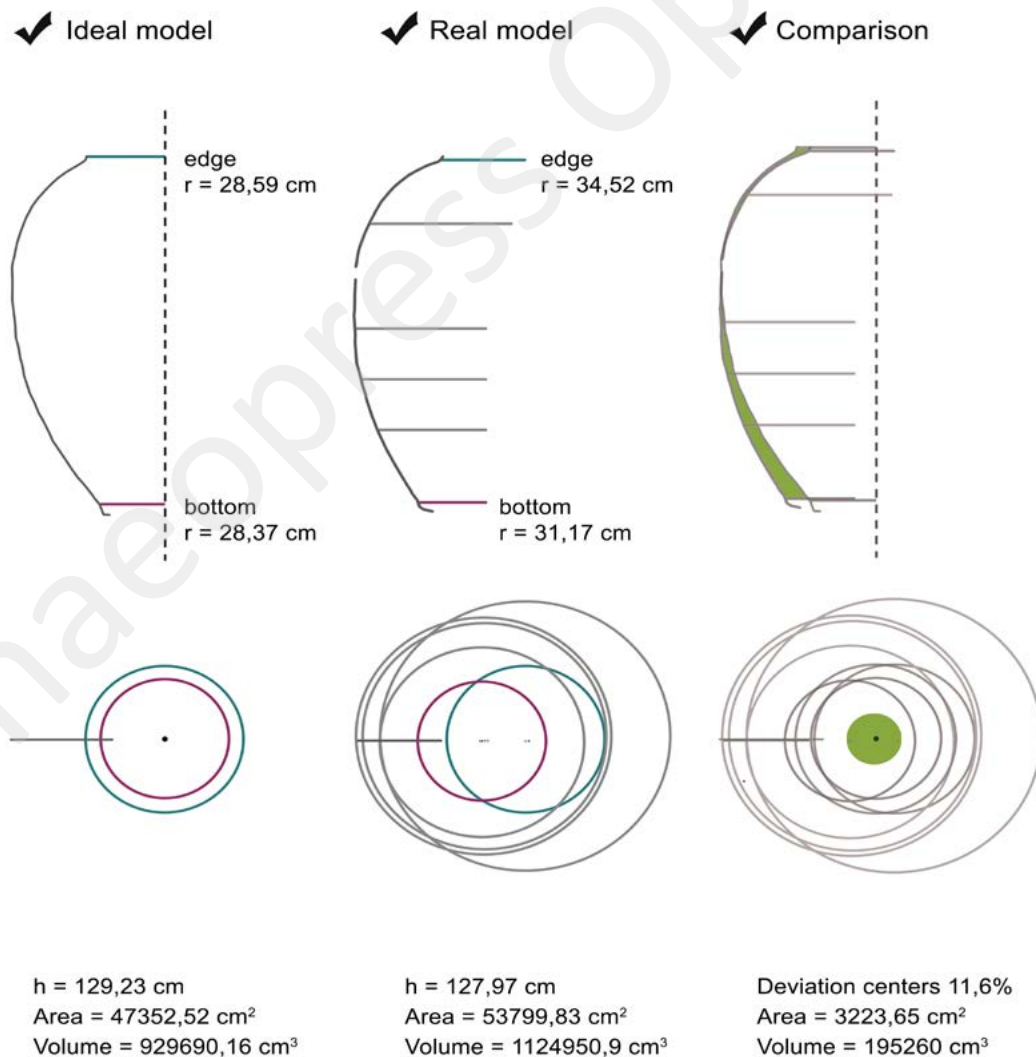 Ideal model
Real model
Comparison
edge
r = 28,59 cm
edge
r = 34,52 cm
bottom
r = 28,37 cm
bottom
r = 31,17 cm
h = 129,23 cm
Area = 47352,52 cm²
Volume = 929690,16 cm³
h = 127,97 cm
Area = 53799,83 cm²
Volume = 1124950,9 cm³
Deviation centers 11,6%
Area = 3223,65 cm²
Volume = 195260 cm³
haeopress Op